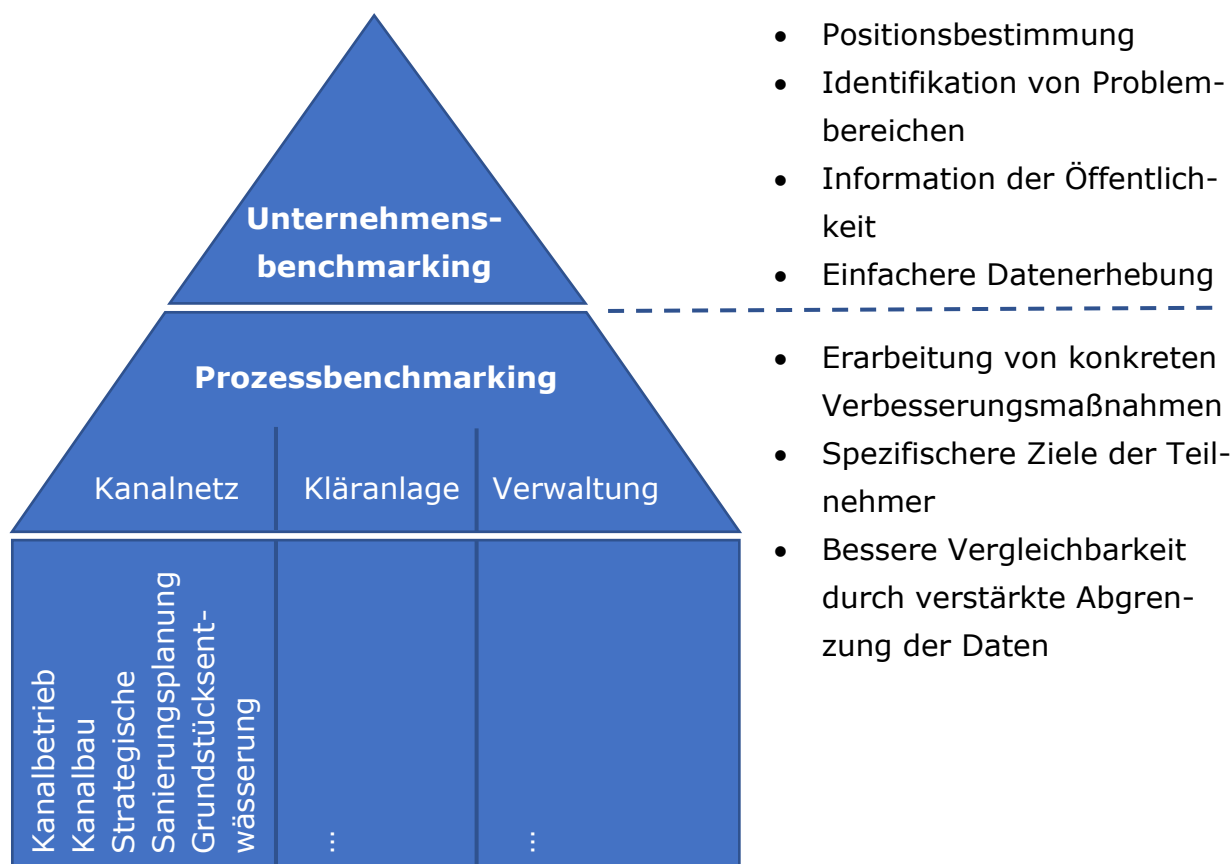 Unternehmens-
benchmarking
Prozessbenchmarking
Kanalnetz
Kläranlage
Verwaltung
Kanalbetrieb
Kanalbau
Strategische
Sanierungsplanung
Grundstücksent-
wässerung
...
...
• Positionsbestimmung
• Identifikation von Problem-
bereichen
• Information der Öffentlich-
keit
• Einfachere Datenerhebung
• Erarbeitung von konkreten
Verbesserungsmaßnahmen
• Spezifischere Ziele der Teil-
nehmer
• Bessere Vergleichbarkeit
durch verstärkte Abgren-
zung der Daten